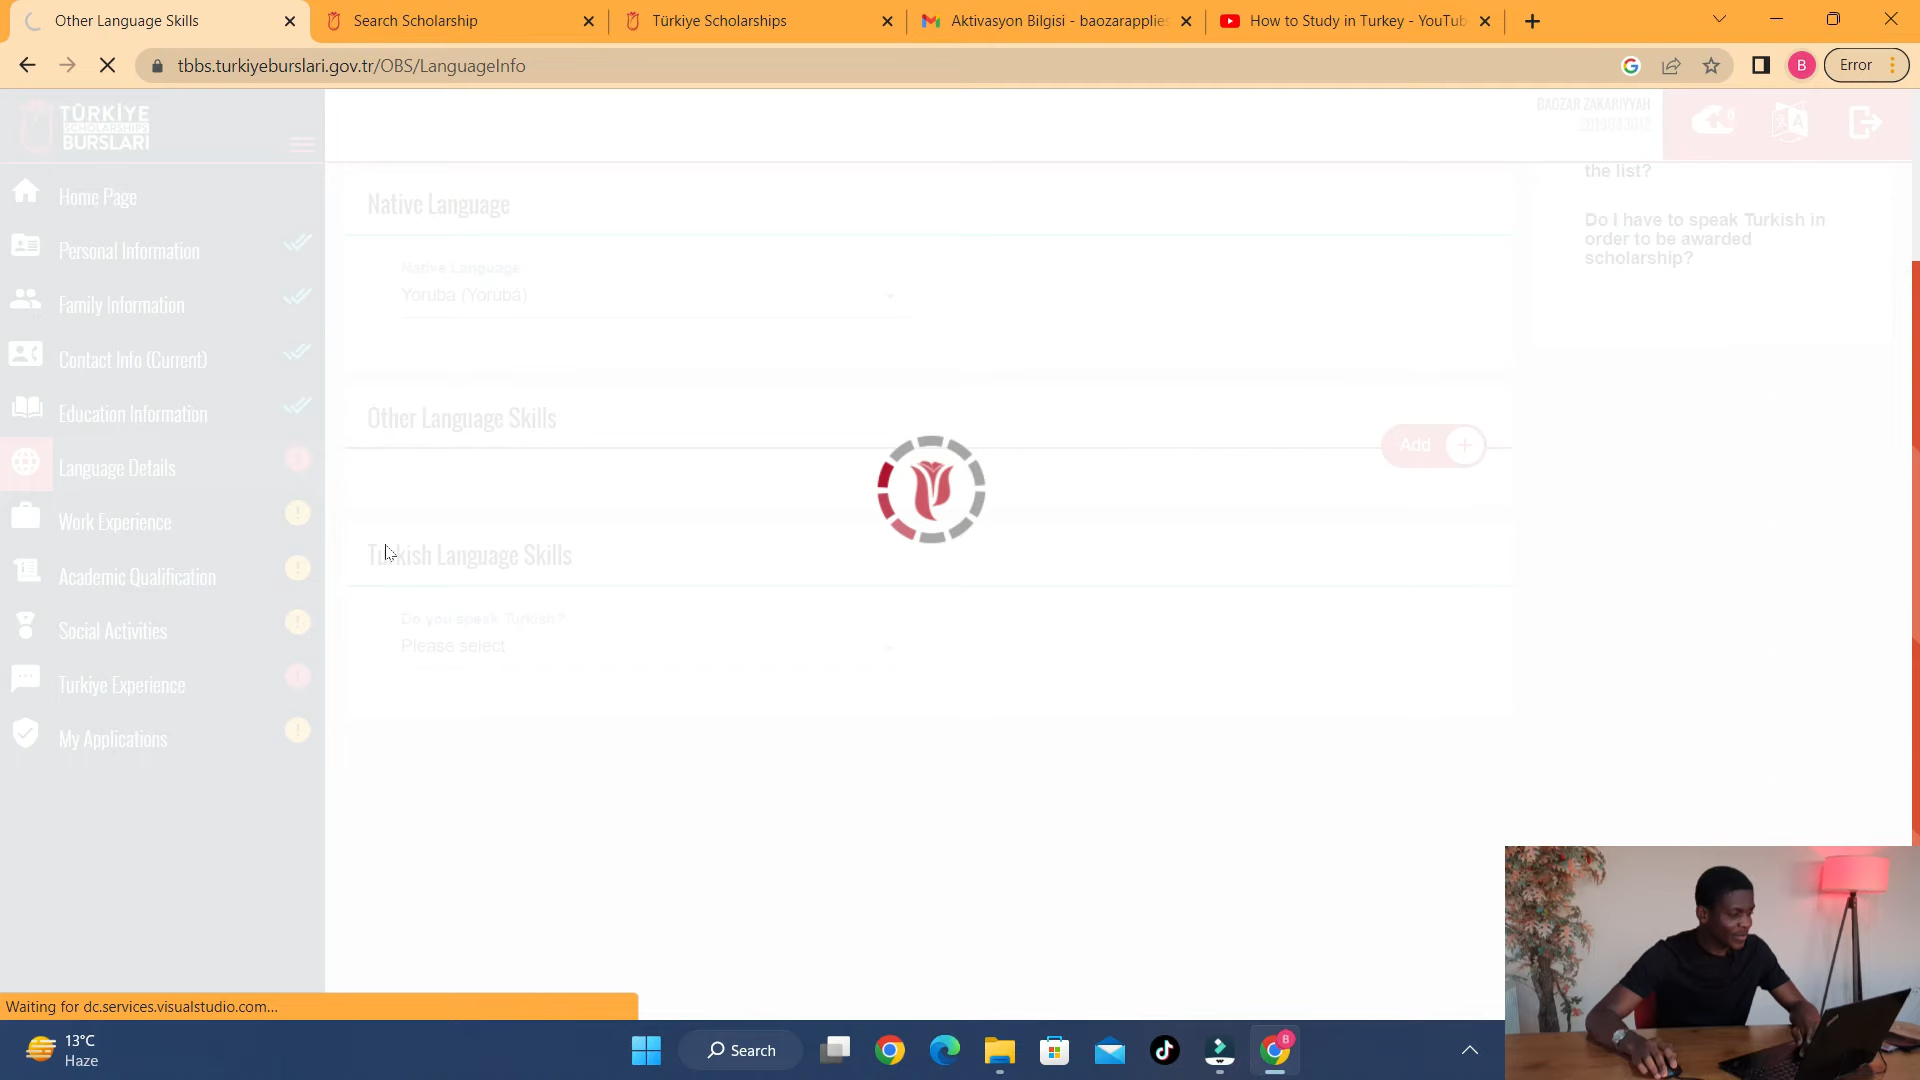 Other Language Skills
Search Scholarship
Türkiye Scholarships
Aktivasyon Bilgisi - baozarapplies
How to Study in Turkey - YouTub
tbbs.turkiyeburslari.gov.tr/OBS/LanguageInfo
B
Error
TÜRKİYE
SCHOLARSHIPS
BURSLARI
BAOZAR ZAKARIYYAH
Home Page
Personal Information
Family Information
Contact Info (Current)
Education Information
Language Details
Work Experience
Academic Qualification
Social Activities
Turkiye Experience
My Applications
Native Language
Native Language
Yoruba (Yorùbá)
Other Language Skills
Add
Turkish Language Skills
Do you speak Turkish?
Please select
the list?
Do I have to speak Turkish in
order to be awarded
scholarship?
Waiting for dc.services.visualstudio.com...
13°C
Haze
Search
B